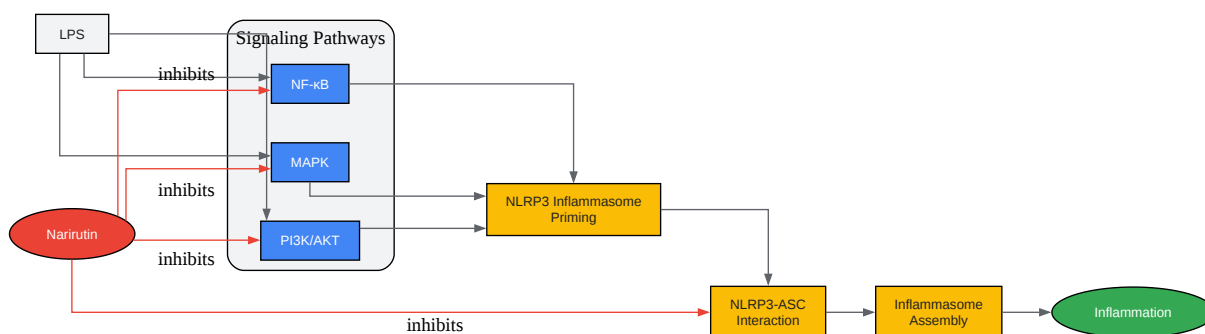 LPS
Signaling Pathways
inhibits
NF-κB
MAPK
inhibits
NLRP3 Inflammasome
Priming
Narirutin
PI3K/AKT
inhibits
NLRP3-ASC
Interaction
Inflammasome
Assembly
Inflammation
inhibits